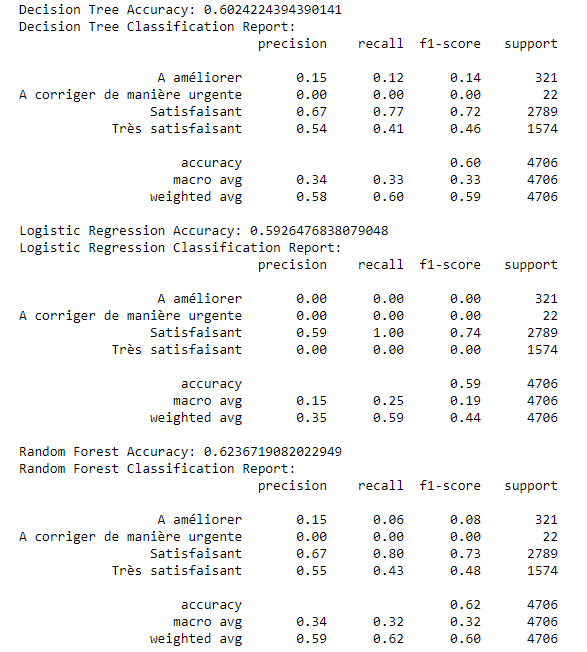 Decision Tree Accuracy: 0.6024224394390141
Decision Tree Classification Report:
precision recall f1-score support
A améliorer 0.15 0.12 0.14 321
A corriger de manière urgente 0.00 0.00 0.00 22
Satisfaisant 0.67 0.77 0.72 2789
Très satisfaisant 0.54 0.41 0.46 1574
accuracy 0.60 4706
macro avg 0.34 0.33 0.33 4706
weighted avg 0.58 0.60 0.59 4706
Logistic Regression Accuracy: 0.5926476838079048
Logistic Regression Classification Report:
precision recall f1-score support
A améliorer 0.00 0.00 0.00 321
A corriger de manière urgente 0.00 0.00 0.00 22
Satisfaisant 0.59 1.00 0.74 2789
Très satisfaisant 0.00 0.00 0.00 1574
accuracy 0.59 4706
macro avg 0.15 0.25 0.19 4706
weighted avg 0.35 0.59 0.44 4706
Random Forest Accuracy: 0.6236719082022949
Random Forest Classification Report:
precision recall f1-score support
A améliorer 0.15 0.06 0.08 321
A corriger de manière urgente 0.00 0.00 0.00 22
Satisfaisant 0.67 0.80 0.73 2789
Très satisfaisant 0.55 0.43 0.48 1574
accuracy 0.62 4706
macro avg 0.34 0.32 0.32 4706
weighted avg 0.59 0.62 0.60 4706